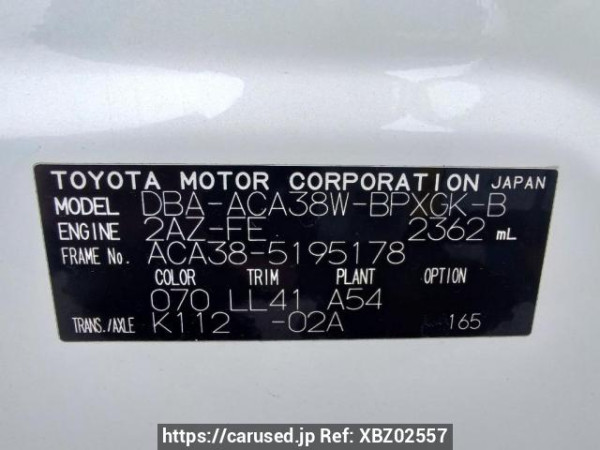 TOYOTA MOTOR CORPORATION JAPAN
MODEL DBA-ACA38W-BPXGK-B
ENGINE 2AZ-FE 2362 mL
FRAME No. ACA38-5195178
COLOR TRIM PLANT OPTION
070 LL41 A54
TRANS./AXLE K112 -02A 165
https://carused.jp Ref: XBZ02557